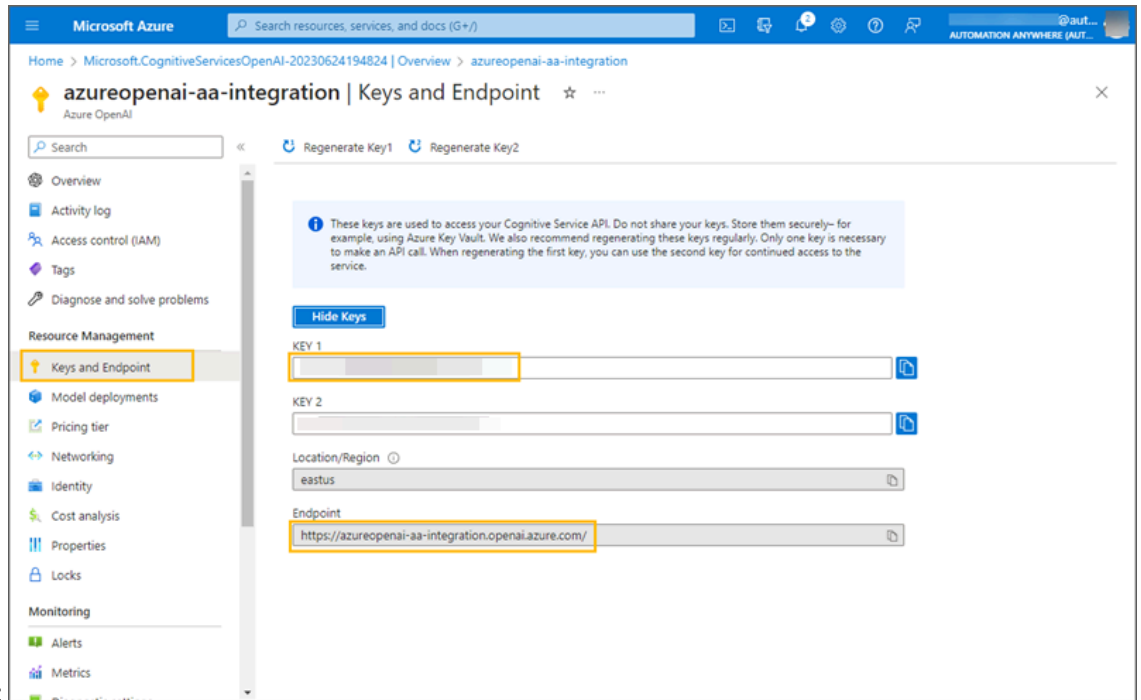 Microsoft Azure
Search resources, services, and docs (G+/)
2
@aut...
AUTOMATION ANYWHERE (AUT...
Home > Microsoft.CognitiveServicesOpenAI-20230624194824 | Overview > azureopenai-aa-integration
azureopenai-aa-integration | Keys and Endpoint
Azure OpenAI
Search
Regenerate Key1 Regenerate Key2
Overview
Activity log
Access control (IAM)
Tags
Diagnose and solve problems
Resource Management
Keys and Endpoint
Model deployments
Pricing tier
Networking
Identity
Cost analysis
Properties
Locks
Monitoring
Alerts
Metrics
Diagnostic settings
These keys are used to access your Cognitive Service API. Do not share your keys. Store them securely– for
example, using Azure Key Vault. We also recommend regenerating these keys regularly. Only one key is necessary
to make an API call. When regenerating the first key, you can use the second key for continued access to the
service.
Hide Keys
KEY 1
KEY 2
Location/Region
eastus
Endpoint
https://azureopenai-aa-integration.openai.azure.com/